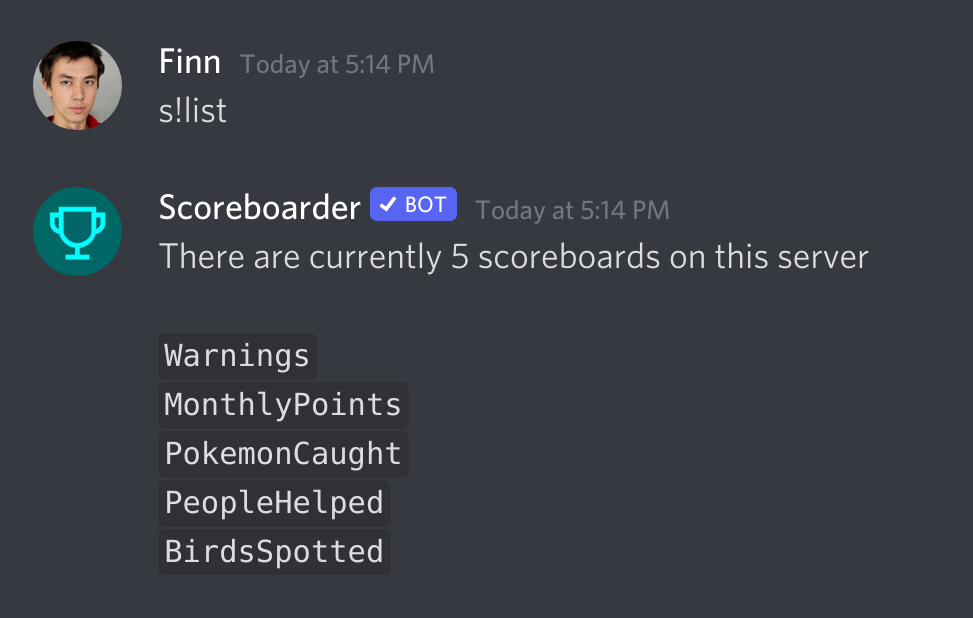 Finn Today at 5:14 PM
s!list
Scoreboarder ✓ BOT Today at 5:14 PM
There are currently 5 scoreboards on this server
Warnings
MonthlyPoints
PokemonCaught
PeopleHelped
BirdsSpotted